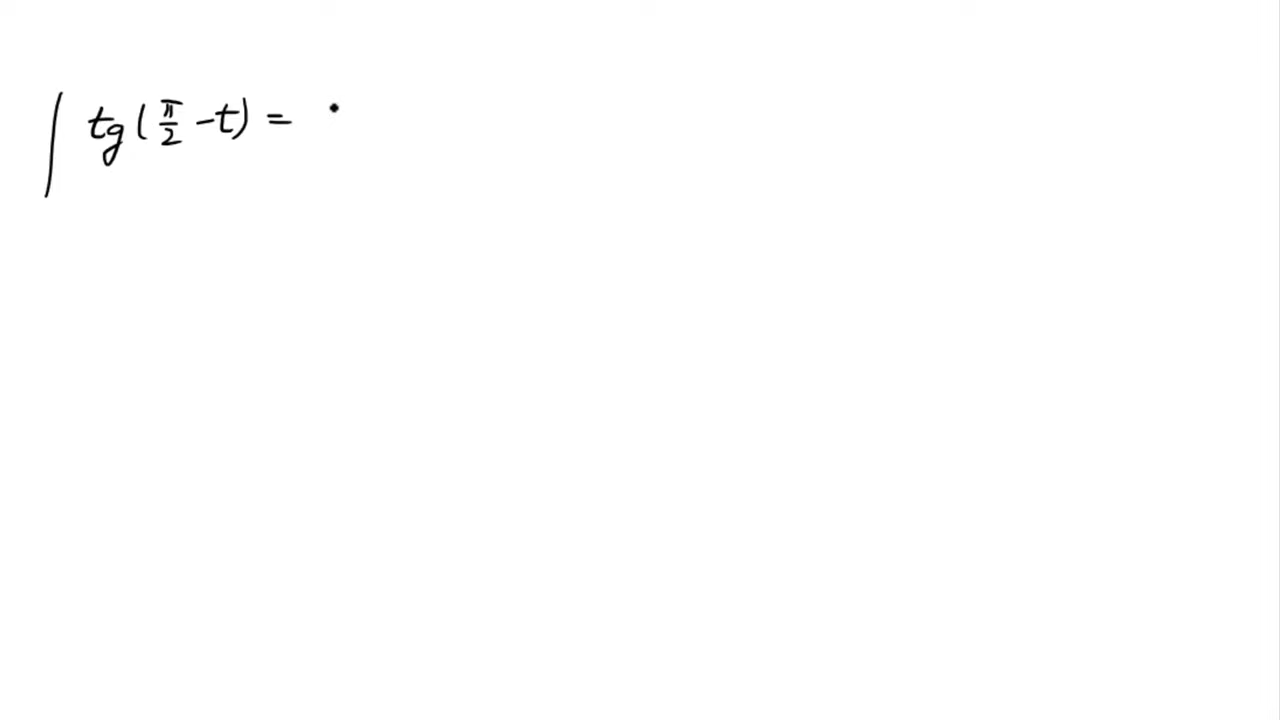 ∫ tg(π/2 - t) =